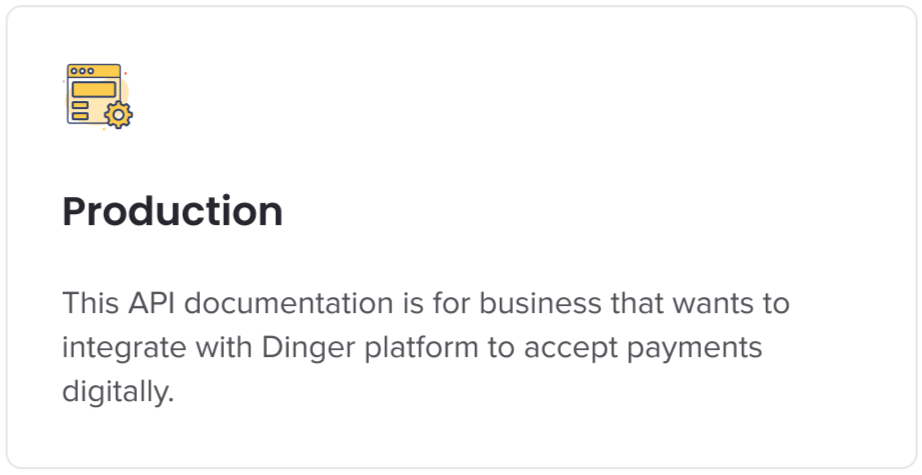 Production
This API documentation is for business that wants to
integrate with Dinger platform to accept payments
digitally.